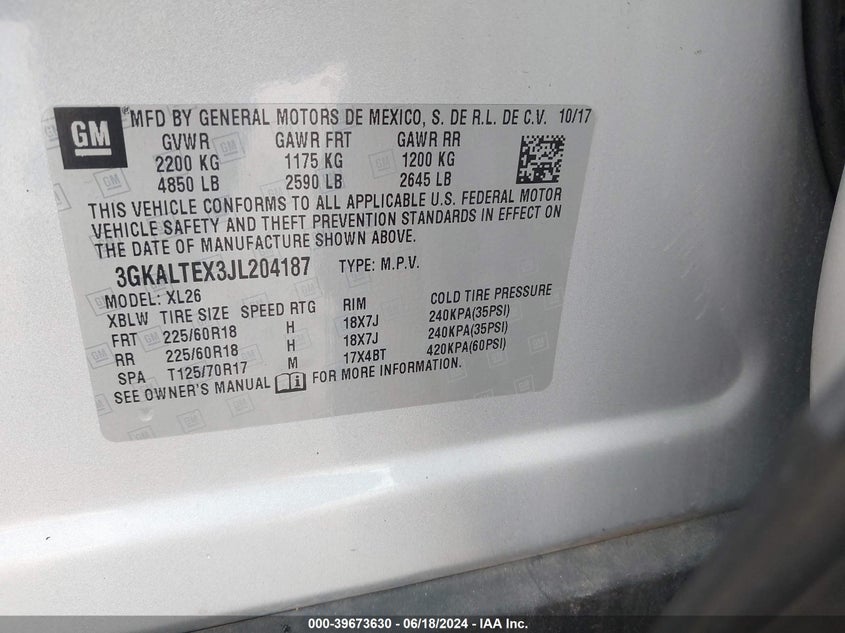 GM
MFD BY GENERAL MOTORS DE MEXICO, S. DE R.L. DE C.V. 10/17
GVWR GAWR FRT GAWR RR
2200 KG 1175 KG 1200 KG
4850 LB 2590 LB 2645 LB
THIS VEHICLE CONFORMS TO ALL APPLICABLE U.S. FEDERAL MOTOR
VEHICLE SAFETY AND THEFT PREVENTION STANDARDS IN EFFECT ON
THE DATE OF MANUFACTURE SHOWN ABOVE.
3GKALTEX3JL204187 TYPE: M.P.V.
MODEL: XL26
XBLW TIRE SIZE SPEED RTG RIM COLD TIRE PRESSURE
FRT 225/60R18 H 18X7J 240KPA(35PSI)
RR 225/60R18 H 18X7J 240KPA(35PSI)
SPA T125/70R17 M 17X4BT 420KPA(60PSI)
SEE OWNER'S MANUAL FOR MORE INFORMATION.
000-39673630 - 06/18/2024 - IAA Inc.